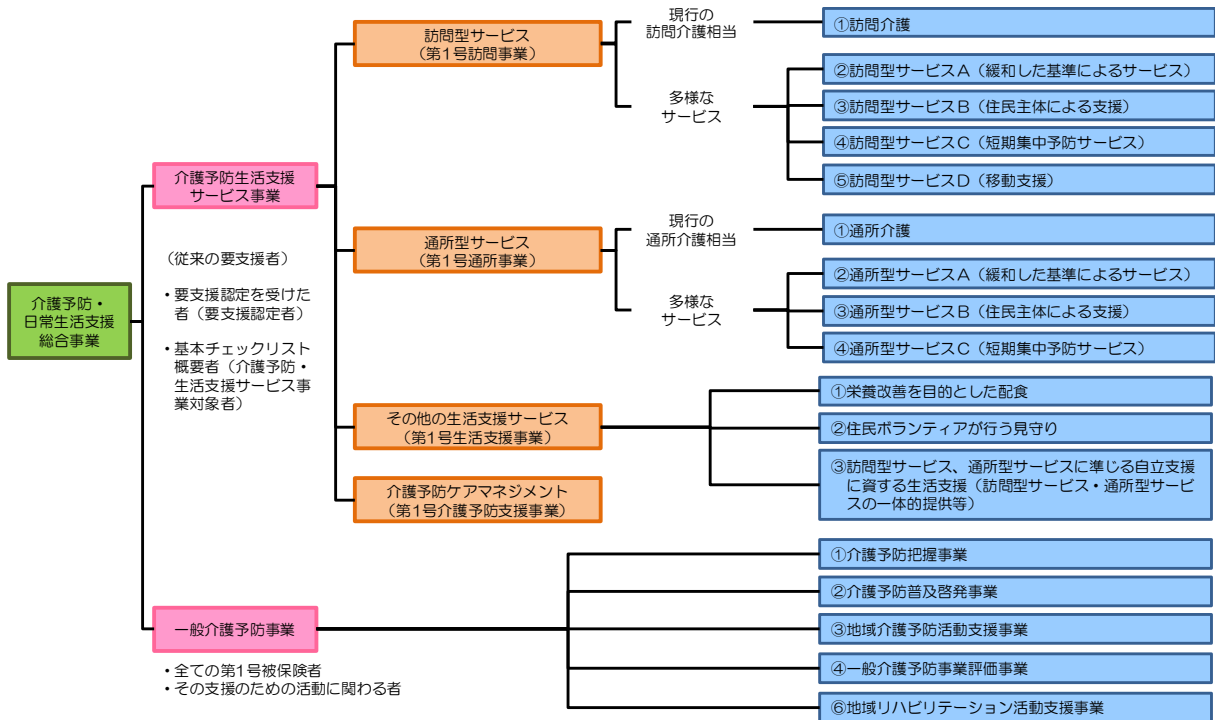 介護予防・
日常生活支援
総合事業
介護予防生活支援
サービス事業
（従来の要支援者）
・要支援認定を受けた
者（要支援認定者）
・基本チェックリスト
概要者（介護予防・
生活支援サービス事
業対象者）
訪問型サービス
（第1号訪問事業）
現行の
訪問介護相当
①訪問介護
多様な
サービス
②訪問型サービスＡ（緩和した基準によるサービス）
③訪問型サービスＢ（住民主体による支援）
④訪問型サービスＣ（短期集中予防サービス）
⑤訪問型サービスＤ（移動支援）
通所型サービス
（第1号通所事業）
現行の
通所介護相当
①通所介護
多様な
サービス
②通所型サービスＡ（緩和した基準によるサービス）
③通所型サービスＢ（住民主体による支援）
④通所型サービスＣ（短期集中予防サービス）
その他の生活支援サービス
（第1号生活支援事業）
①栄養改善を目的とした配食
②住民ボランティアが行う見守り
③訪問型サービス、通所型サービスに準じる自立支援
に資する生活支援（訪問型サービス・通所型サービ
スの一体的提供等）
介護予防ケアマネジメント
（第1号介護予防支援事業）
一般介護予防事業
・全ての第1号被保険者
・その支援のための活動に関わる者
①介護予防把握事業
②介護予防普及啓発事業
③地域介護予防活動支援事業
④一般介護予防事業評価事業
⑥地域リハビリテーション活動支援事業